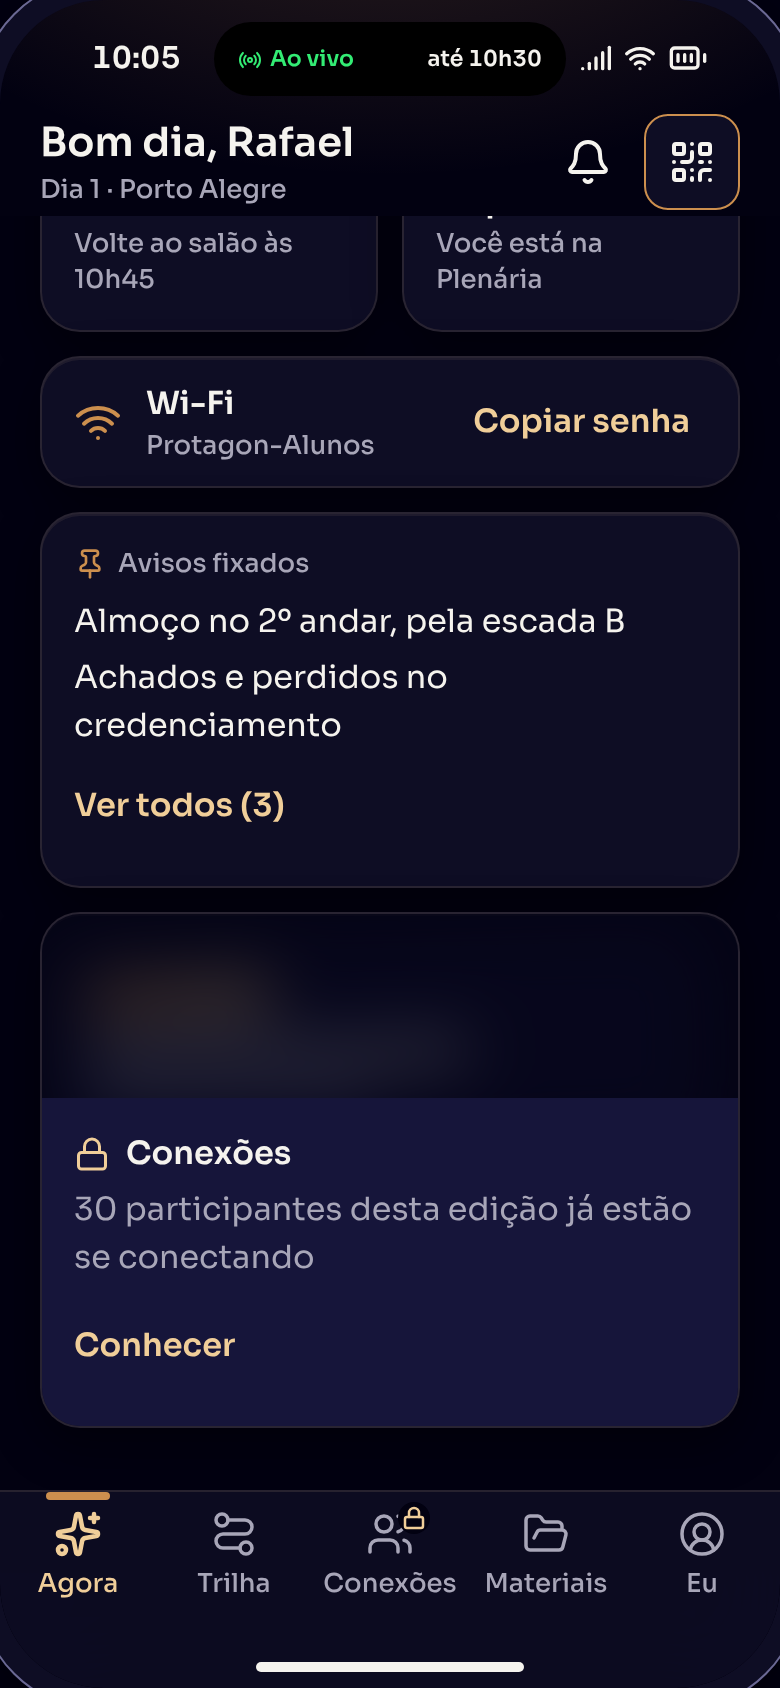 10:05
Ao vivo
até 10h30
Bom dia, Rafael
Dia 1 · Porto Alegre
Volte ao salão às
10h45
Você está na
Plenária
Wi-Fi
Protagon-Alunos
Copiar senha
Avisos fixados
Almoço no 2º andar, pela escada B
Achados e perdidos no
credenciamento
Ver todos (3)
Conexões
30 participantes desta edição já estão
se conectando
Conhecer
Agora
Trilha
Conexões
Materiais
Eu